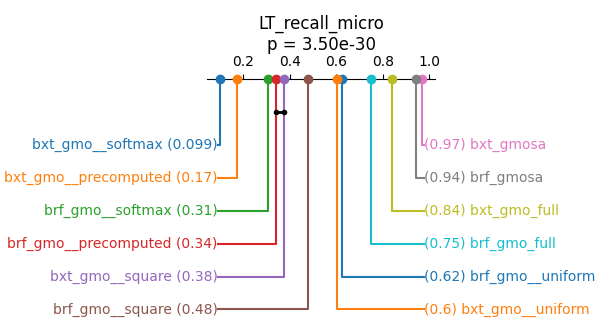 LT_recall_micro
p = 3.50e-30
0.2 0.4 0.6 0.8 1.0
bxt_gmo__softmax (0.099) (0.97) bxt_gmosa
bxt_gmo__precomputed (0.17) (0.94) brf_gmosa
brf_gmo__softmax (0.31) (0.84) bxt_gmo_full
brf_gmo__precomputed (0.34) (0.75) brf_gmo_full
bxt_gmo__square (0.38) (0.62) brf_gmo__uniform
brf_gmo__square (0.48) (0.6) bxt_gmo__uniform